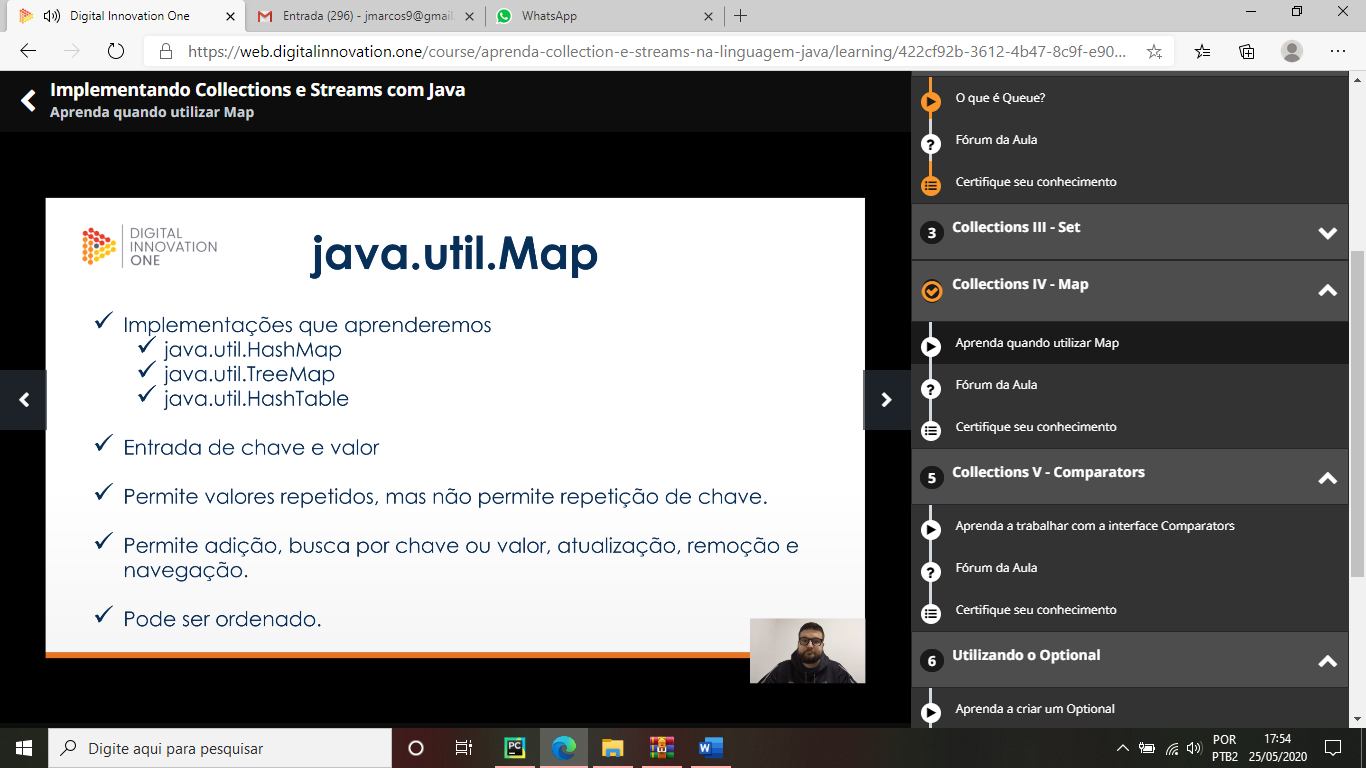 Digital Innovation One
Entrada (296) - jmarcos9@gmail.
WhatsApp
https://web.digitalinnovation.one/course/aprenda-collection-e-streams-na-linguagem-java/learning/422cf92b-3612-4b47-8c9f-e90...
Implementando Collections e Streams com Java
Aprenda quando utilizar Map
DIGITAL
INNOVATION
ONE
java.util.Map
Implementações que aprenderemos
java.util.HashMap
java.util.TreeMap
java.util.HashTable
Entrada de chave e valor
Permite valores repetidos, mas não permite repetição de chave.
Permite adição, busca por chave ou valor, atualização, remoção e
navegação.
Pode ser ordenado.
O que é Queue?
Fórum da Aula
Certifique seu conhecimento
3 Collections III - Set
Collections IV - Map
Aprenda quando utilizar Map
Fórum da Aula
Certifique seu conhecimento
5 Collections V - Comparators
Aprenda a trabalhar com a interface Comparators
Fórum da Aula
Certifique seu conhecimento
6 Utilizando o Optional
Aprenda a criar um Optional
Digite aqui para pesquisar
PC
W
POR
PTB2
17:54
25/05/2020